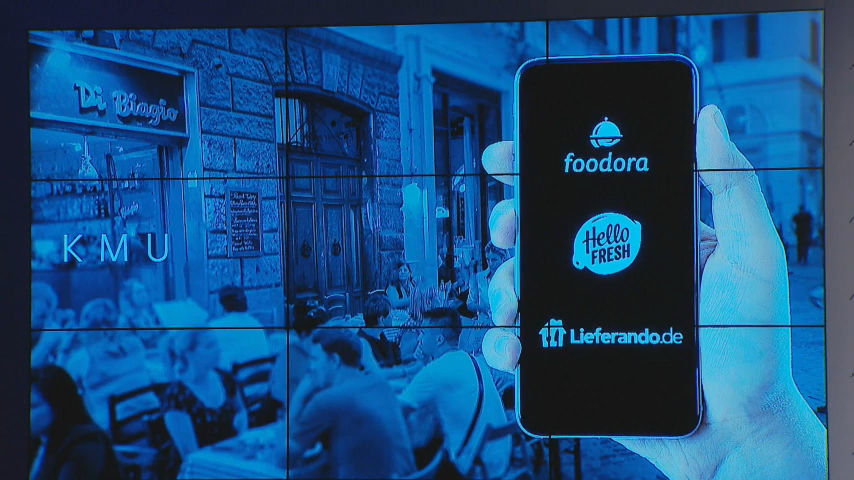 Di Biagio
KMU
foodora
Hello
FRESH
Lieferando.de